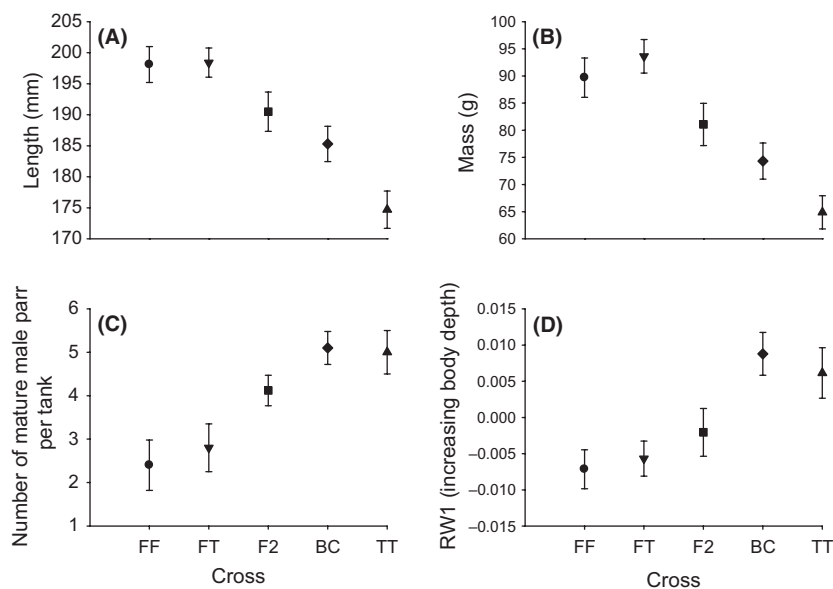 (A)
Length (mm)
205
200
195
190
185
180
175
170
(B)
Mass (g)
100
95
90
85
80
75
70
65
60
(C)
Number of mature male parr
per tank
6
5
4
3
2
1
FF FT F2 BC TT
Cross
(D)
RW1 (increasing body depth)
0.015
0.010
0.005
0.000
−0.005
−0.010
−0.015
FF FT F2 BC TT
Cross